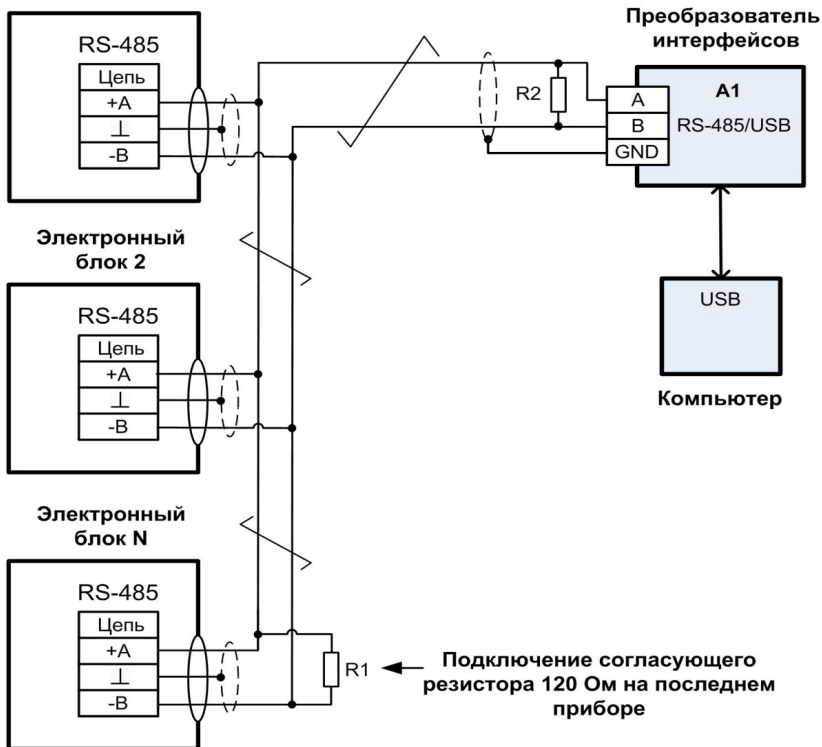 RS-485
Цепь
+A
⊥
-B
Преобразователь
интерфейсов
R2
A
B
GND
A1
RS-485/USB
USB
Компьютер
Электронный
блок 2
RS-485
Цепь
+A
⊥
-B
Электронный
блок N
RS-485
Цепь
+A
⊥
-B
R1
Подключение согласующего
резистора 120 Ом на последнем
приборе